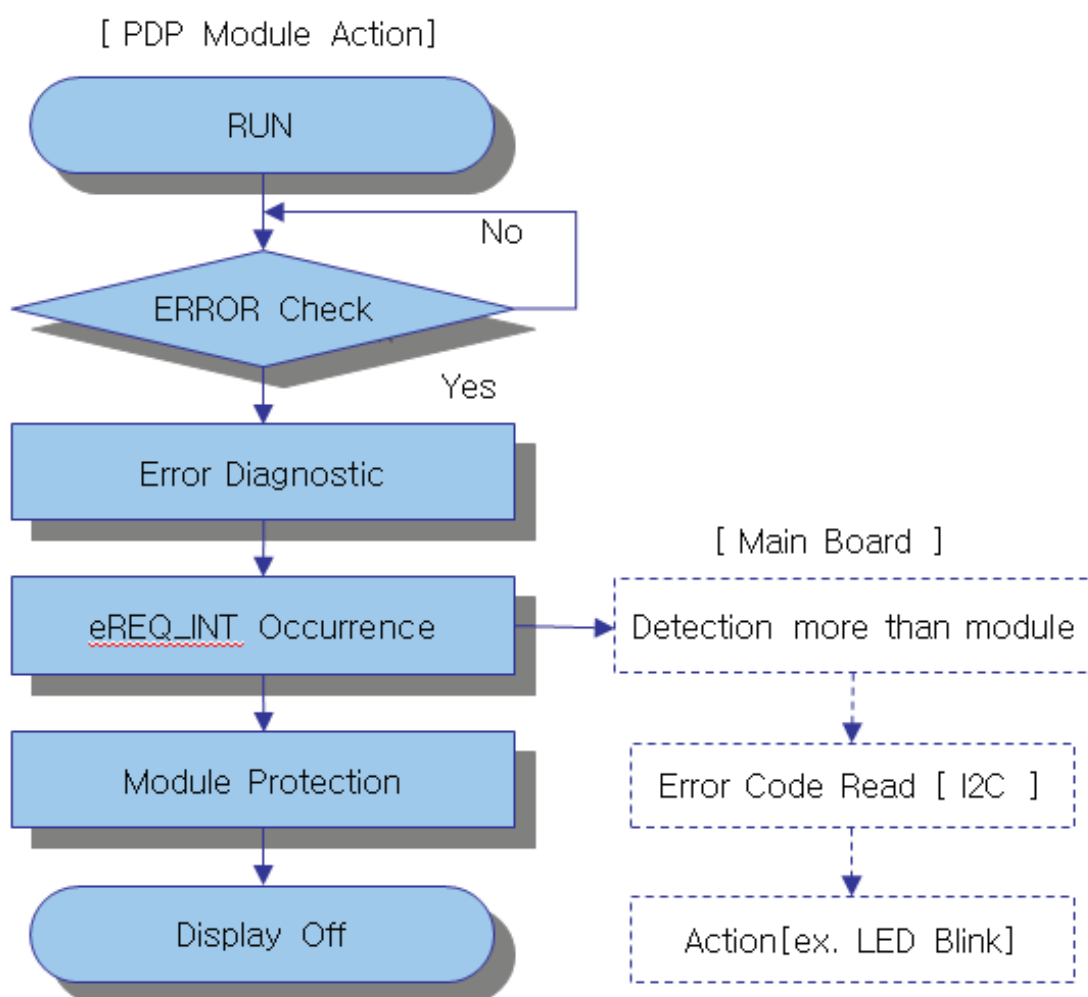 [ PDP Module Action]
RUN
No
ERROR Check
Yes
Error Diagnostic
eREQ_INT Occurrence
Module Protection
Display Off
[ Main Board ]
Detection more than module
Error Code Read [ I2C ]
Action[ex. LED Blink]